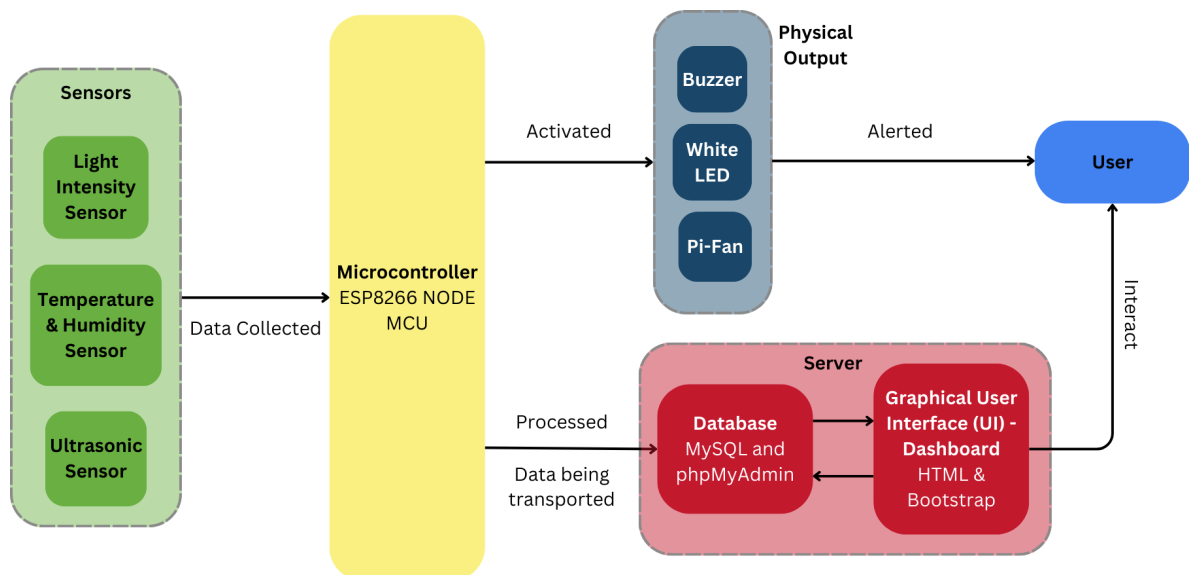 Sensors
Light
Intensity
Sensor
Temperature
& Humidity
Sensor
Ultrasonic
Sensor
Data Collected
Microcontroller
ESP8266 NODE
MCU
Activated
Physical
Output
Buzzer
White
LED
Pi-Fan
Alerted
User
Interact
Processed
Data being
transported
Server
Database
MySQL and
phpMyAdmin
Graphical User
Interface (UI) -
Dashboard
HTML &
Bootstrap